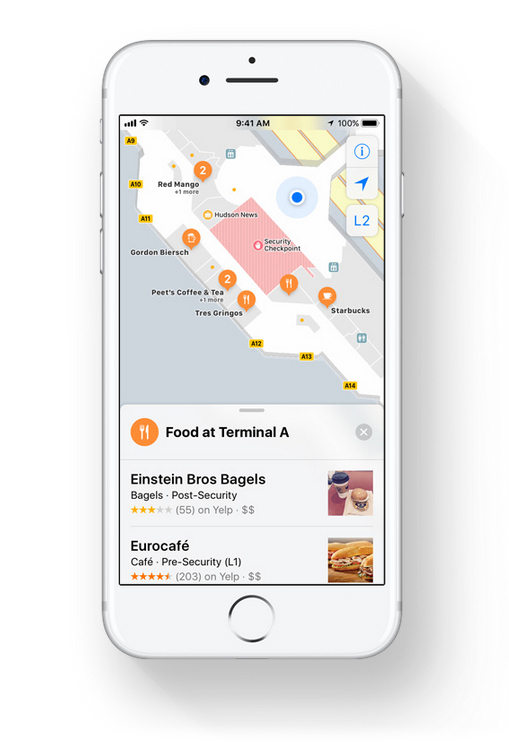 9:41 AM
100%
A9
2
A10
Red Mango
+1 more
L2
A11
Hudson News
Security
Checkpoint
Gordon Biersch
2
Peet's Coffee & Tea
+1 more
Tres Gringos
Starbucks
A12
A13
A14
Food at Terminal A
Einstein Bros Bagels
Bagels · Post-Security
(55) on Yelp · $$
Eurocafé
Café · Pre-Security (L1)
(203) on Yelp · $$